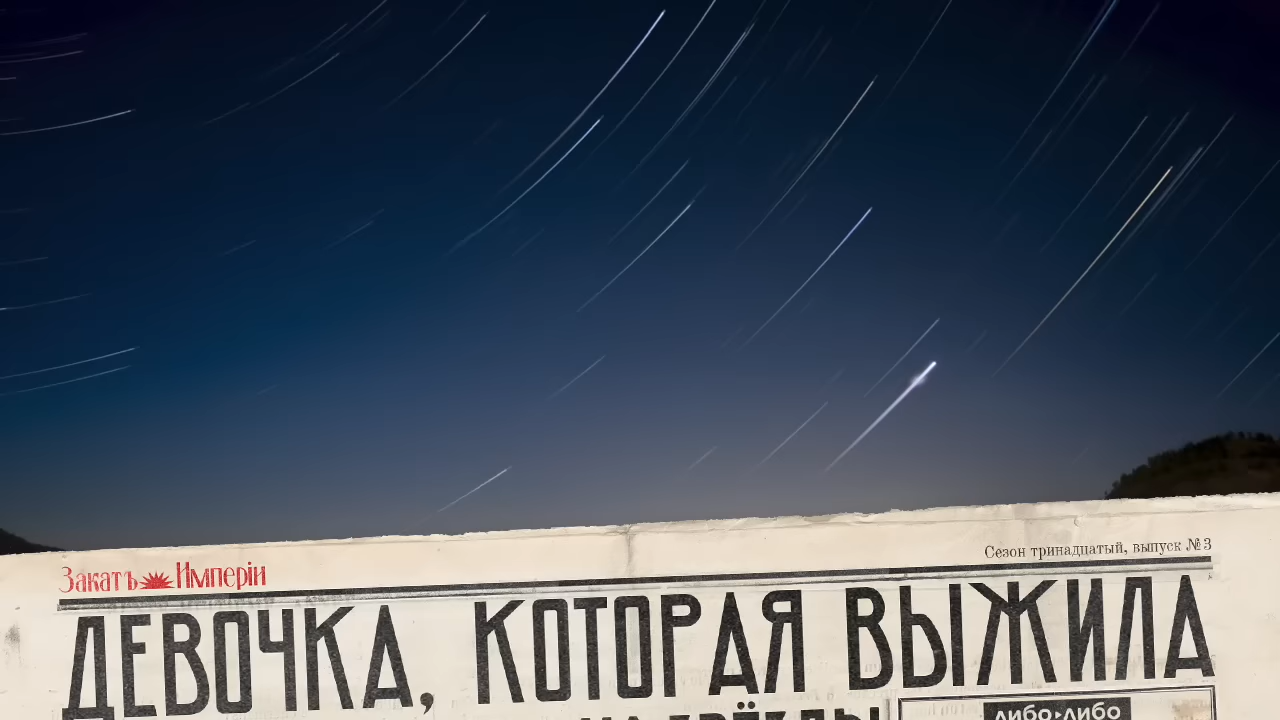 Закатъ Имперіи
Сезон тринадцатый, выпуск №3
ДЕВОЧКА, КОТОРАЯ ВЫЖИЛА
либо▸либо